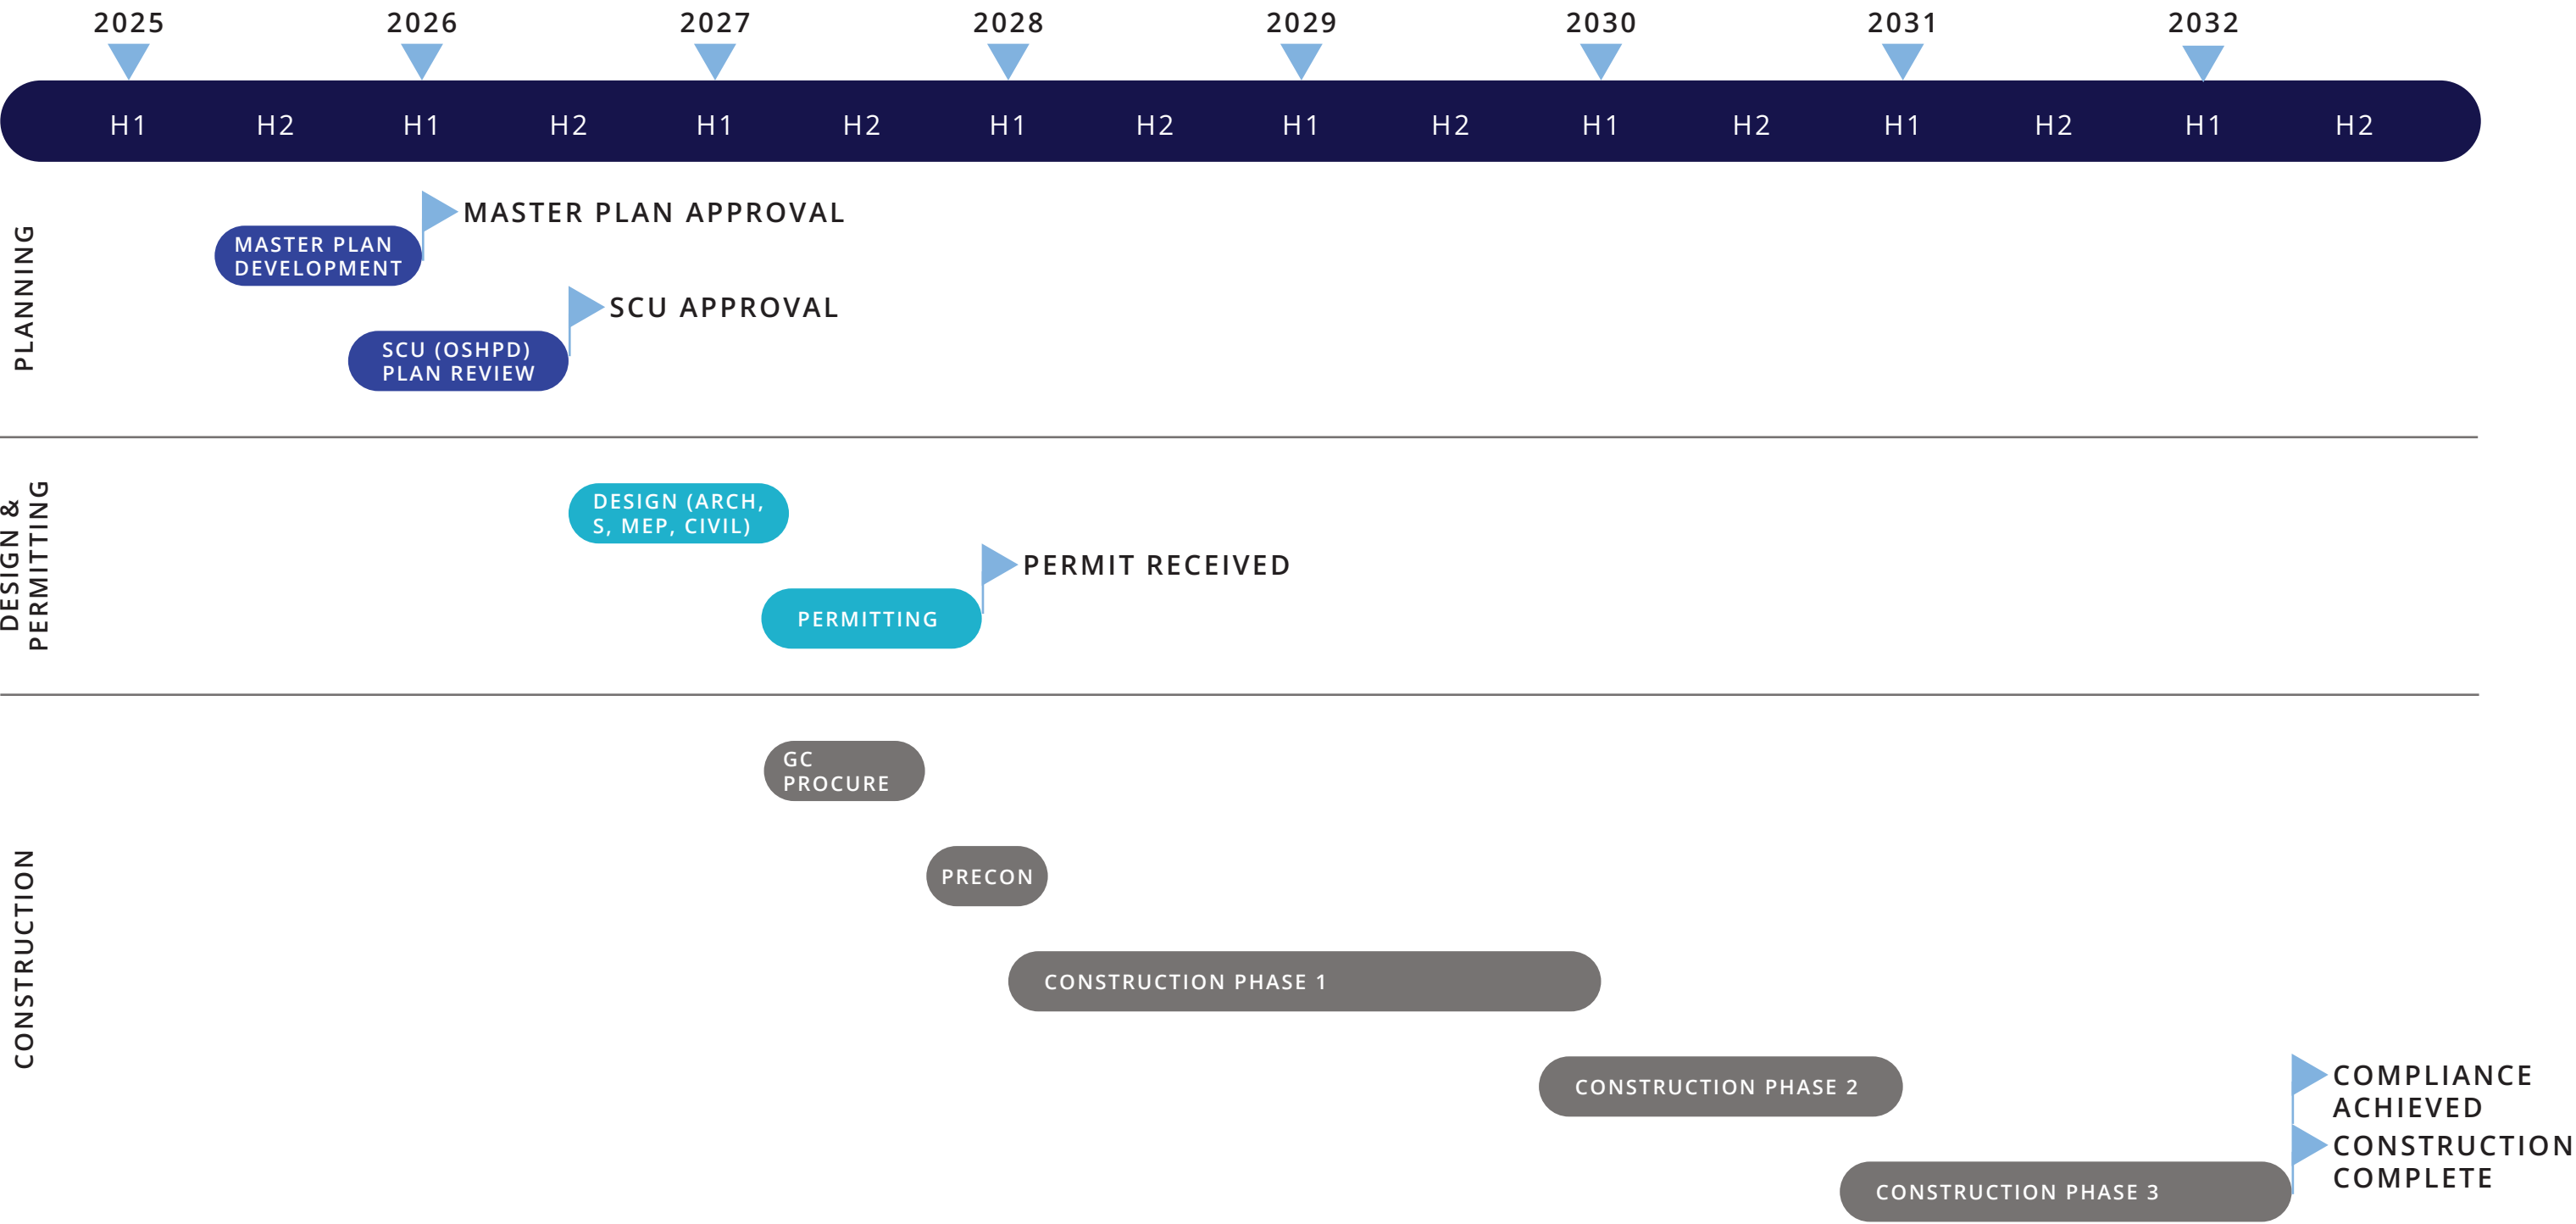 2025 2026 2027 2028 2029 2030 2031 2032
H1 H2 H1 H2 H1 H2 H1 H2 H1 H2 H1 H2 H1 H2 H1 H2
PLANNING
MASTER PLAN APPROVAL
MASTER PLAN
DEVELOPMENT
SCU APPROVAL
SCU (OSHPD)
PLAN REVIEW
DESIGN &
PERMITTING
DESIGN (ARCH,
S, MEP, CIVIL)
PERMIT RECEIVED
PERMITTING
CONSTRUCTION
GC
PROCURE
PRECON
CONSTRUCTION PHASE 1
CONSTRUCTION PHASE 2
COMPLIANCE
ACHIEVED
CONSTRUCTION
COMPLETE
CONSTRUCTION PHASE 3